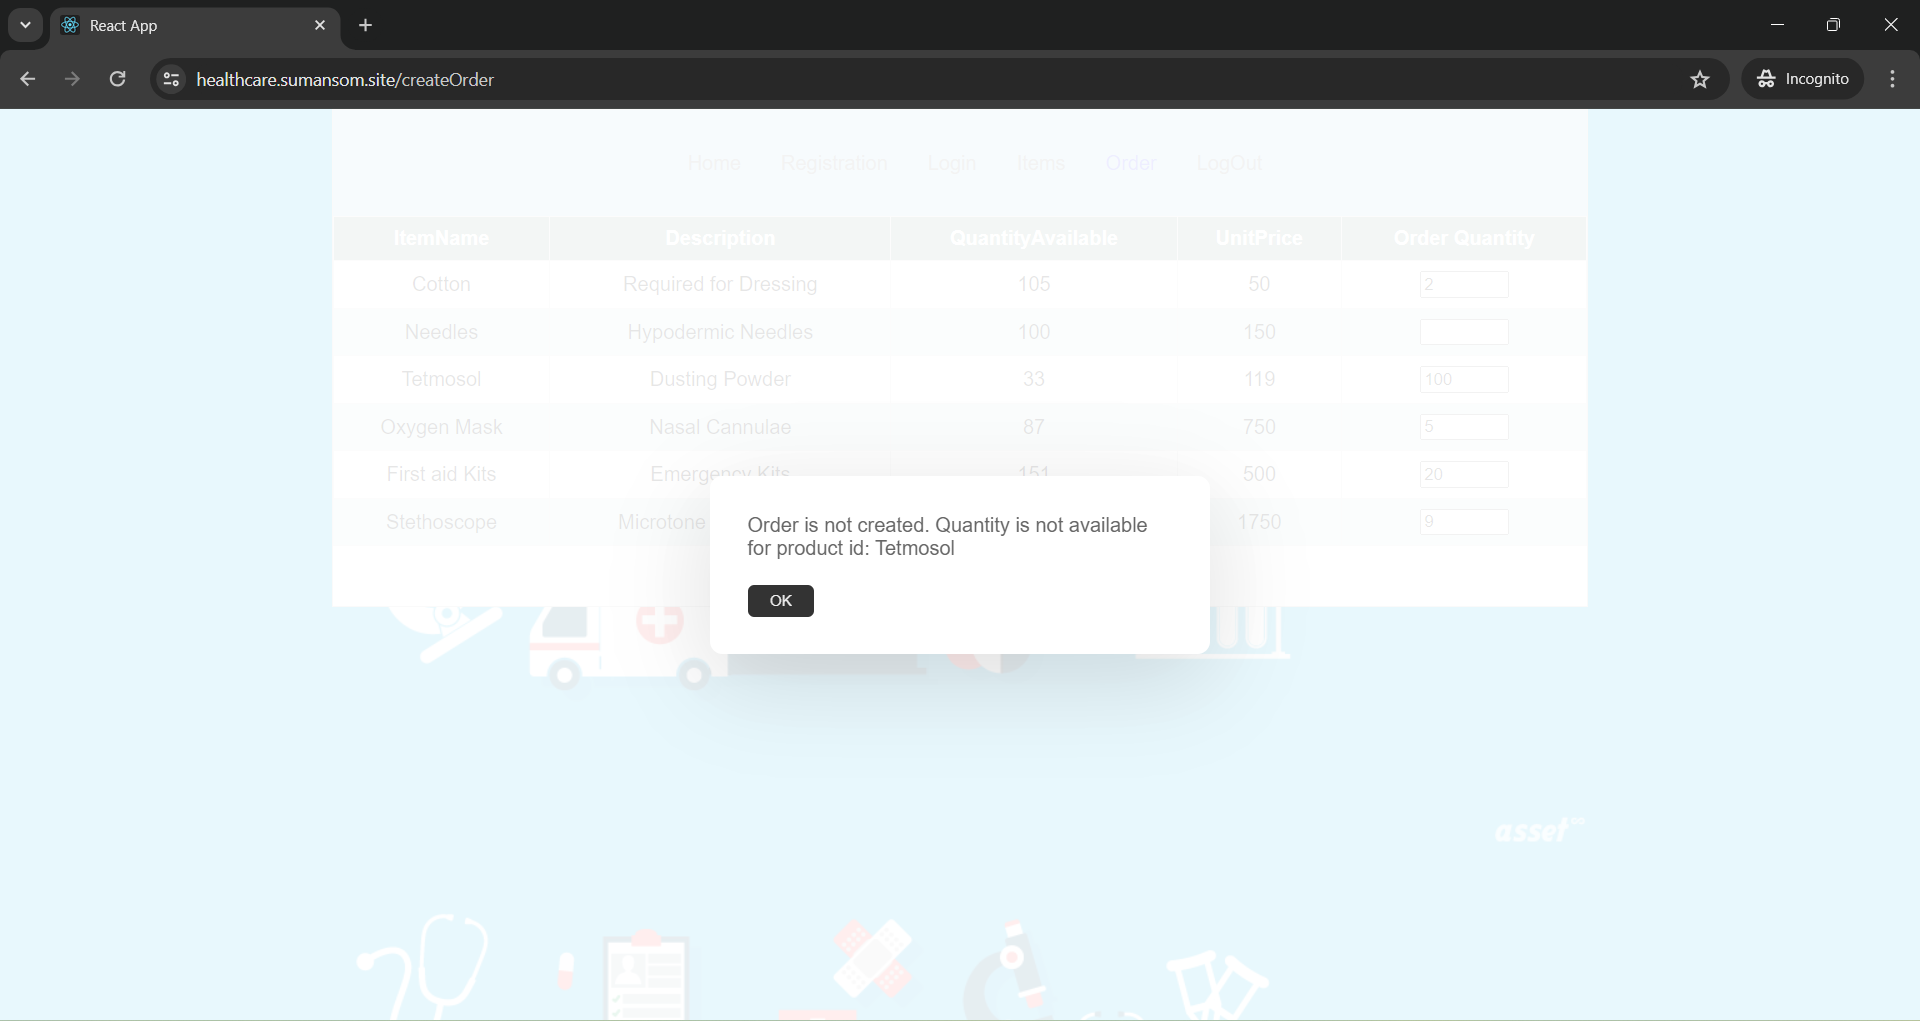 React App
healthcare.sumansom.site/createOrder
Incognito
Home Registration Login Items Order LogOut
ItemName Description QuantityAvailable UnitPrice Order Quantity
Cotton Required for Dressing 105 50 2
Needles Hypodermic Needles 100 150
Tetmosol Dusting Powder 33 119 100
Oxygen Mask Nasal Cannulae 87 750 5
First aid Kits Emergency Kits 151 500 20
Stethoscope Microtone 1750 9
Order is not created. Quantity is not available
for product id: Tetmosol
OK
asset